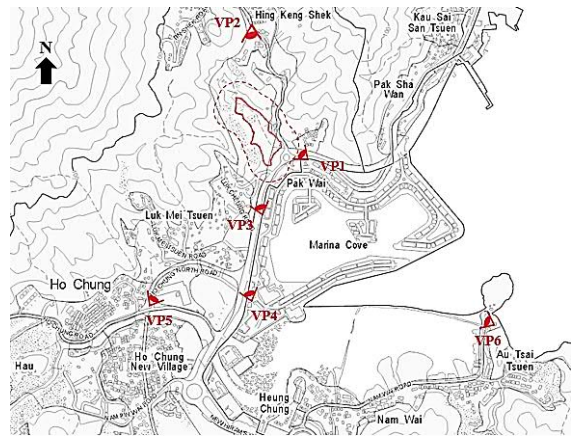 Hing Keng Shek
VP2
Kau Sai
San Tsuen
N
Pak Sha
Wan
VP1
Pak Wai
Luk Mei Tsuen
VP3
Marina Cove
Ho Chung
VP4
VP5
VP6
Au Tsai
Tsuen
Ho Chung
New Village
Hau
Heung
Chung
Nam Wai